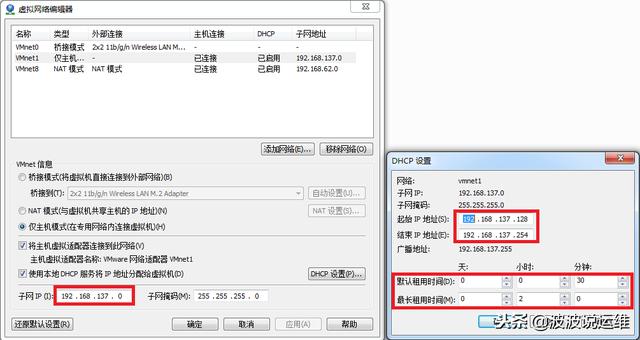 虚拟网络编辑器
名称 类型 外部连接 主机连接 DHCP 子网地址
VMnet0 桥接模式 2x2 11b/g/n Wireless LAN M.... - - -
VMnet1 仅主机... - 已连接 已启用 192.168.137.0
VMnet8 NAT 模式 NAT 模式 已连接 已启用 192.168.62.0
添加网络(E)... 移除网络(O)
VMnet 信息
桥接模式(将虚拟机直接连接到外部网络)(B)
桥接到(T): 2x2 11b/g/n Wireless LAN M.2 Adapter 自动设置(U)...
NAT 模式(与虚拟机共享主机的 IP 地址)(N) NAT 设置(S)...
仅主机模式(在专用网络内连接虚拟机)(H)
将主机虚拟适配器连接到此网络(V)
主机虚拟适配器名称: VMware 网络适配器 VMnet1
使用本地 DHCP 服务将 IP 地址分配给虚拟机(D) DHCP 设置(P)...
子网 IP (I): 192 . 168 . 137 . 0 子网掩码(M): 255 . 255 . 255 . 0
还原默认设置(R) 确定 取消 应用(A) 帮助
DHCP 设置
网络: vmnet1
子网 IP: 192.168.137.0
子网掩码: 255.255.255.0
起始 IP 地址(S): 192 . 168 . 137 . 128
结束 IP 地址(E): 192 . 168 . 137 . 254
广播地址: 192.168.137.255
天: 小时: 分钟:
默认租用时间(D): 0 0 30
最长租用时间(M): 0 2 0
头条 @波波说运维